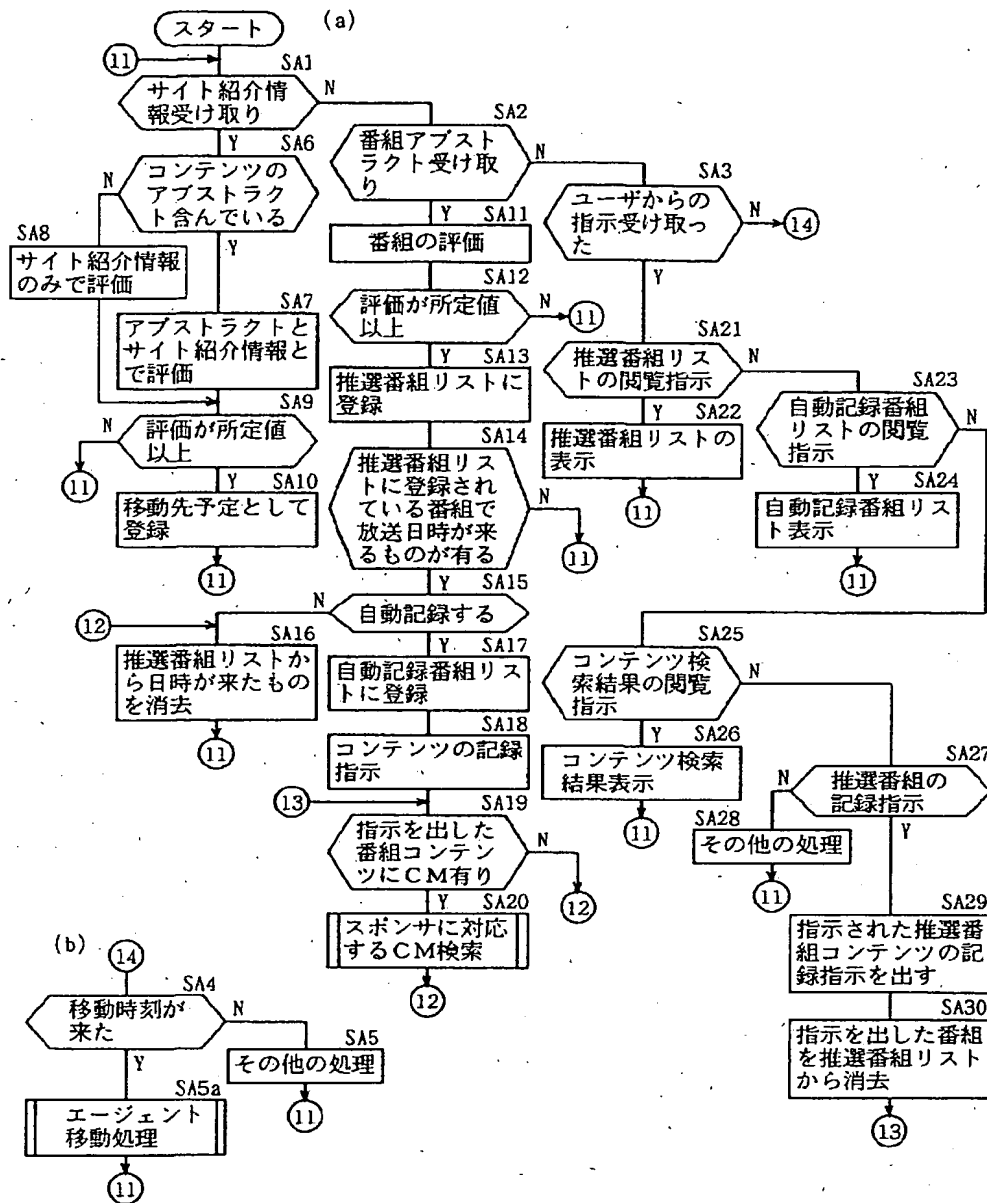 (a)
スタート
11
SA1
サイト紹介情
報受け取り
N
Y
SA6
コンテンツの
アブストラク
ト含んでいる
N
Y
SA8
サイト紹介情報
のみで評価
SA7
アブストラクトと
サイト紹介情報と
で評価
SA9
評価が所定値
以上
N
11
Y
SA10
移動先予定として
登録
11
SA2
番組アブスト
ラクト受け取
り
N
Y
SA11
番組の評価
SA12
評価が所定値
以上
N
11
Y
SA13
推選番組リストに
登録
SA14
推選番組リス
トに登録され
ている番組で
放送日時が来
るものが有る
N
11
Y
SA15
自動記録する
N
12
SA16
推選番組リストか
ら日時が来たもの
を消去
11
Y
SA17
自動記録番組リス
トに登録
SA18
コンテンツの記録
指示
13
SA19
指示を出した
番組コンテン
ツにCM有り
N
12
Y
SA20
スポンサに対応
するCM検索
12
SA3
ユーザからの
指示受け取っ
た
N
14
Y
SA21
推選番組リス
トの閲覧指示
N
Y
SA22
推選番組リストの
表示
11
SA23
自動記録番組
リストの閲覧
指示
N
Y
SA24
自動記録番組リス
ト表示
11
SA25
コンテンツ検
索結果の閲覧
指示
N
Y
SA26
コンテンツ検索
結果表示
11
SA27
推選番組の
記録指示
N
SA28
その他の処理
11
Y
SA29
指示された推選番
組コンテンツの記
録指示を出す
SA30
指示を出した番組
を推選番組リスト
から消去
13
(b)
14
SA4
移動時刻が
来た
N
SA5
その他の処理
11
Y
SA5a
エージェント
移動処理
11